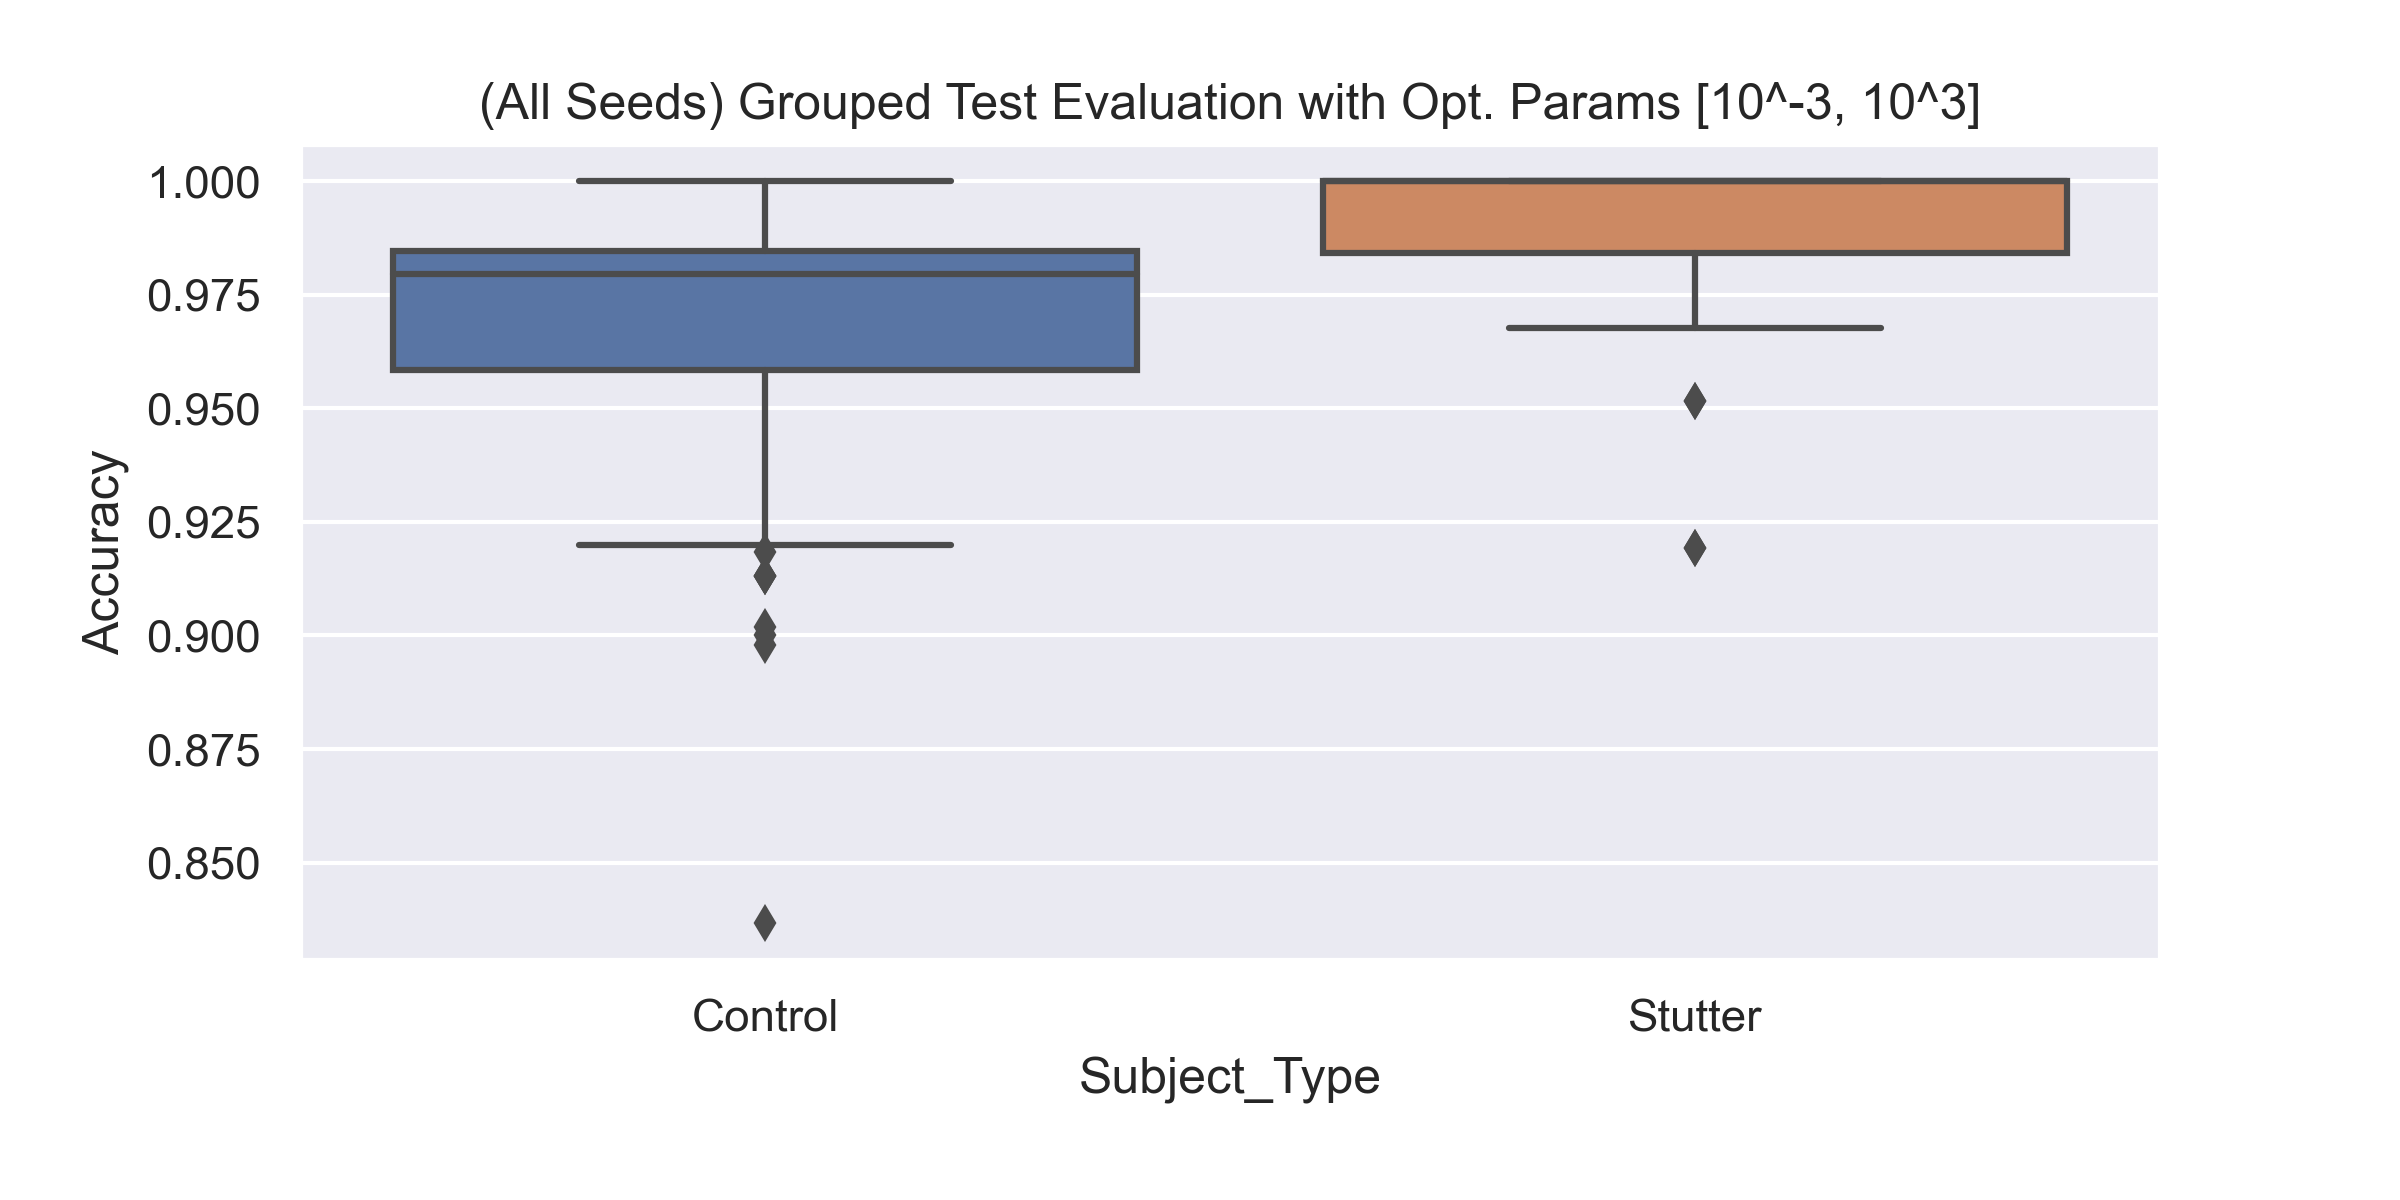 (All Seeds) Grouped Test Evaluation with Opt. Params [10^-3, 10^3]
1.000
0.975
0.950
0.925
0.900
0.875
0.850
Accuracy
Control
Stutter
Subject_Type